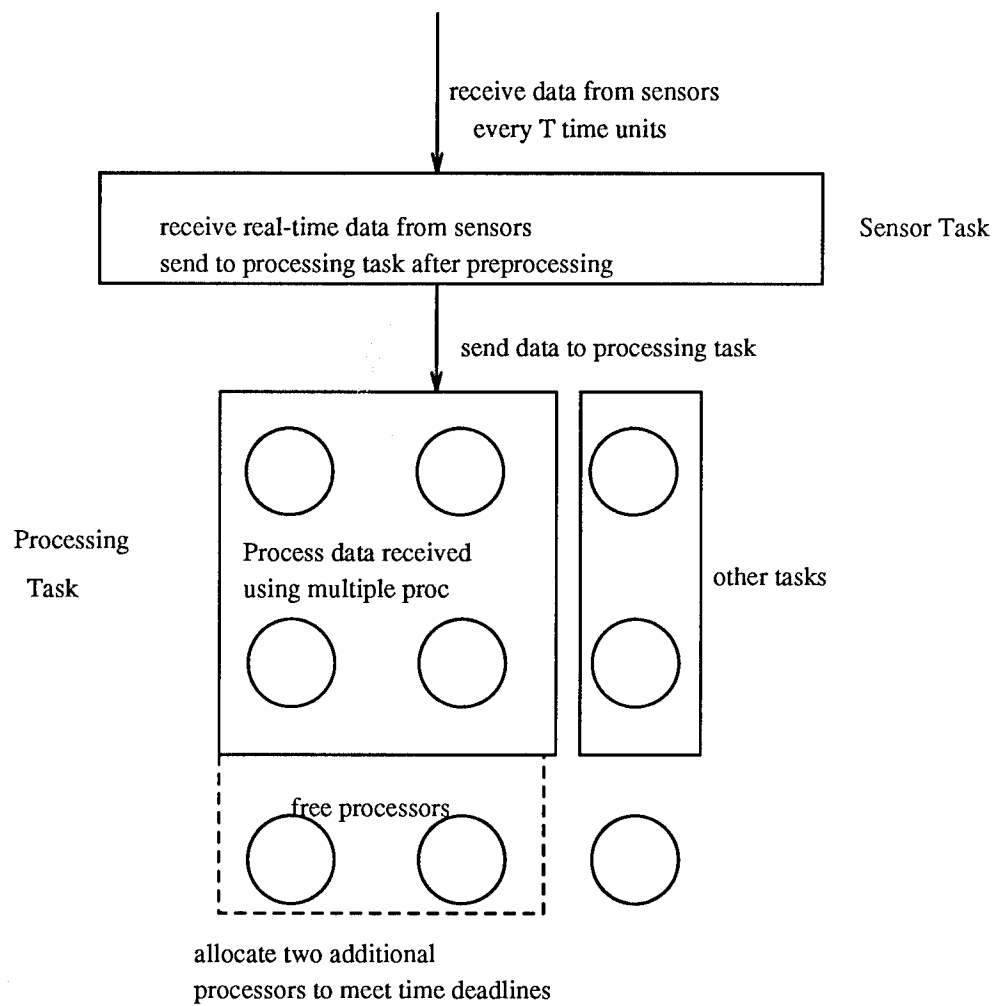 receive data from sensors
every T time units
receive real-time data from sensors
send to processing task after preprocessing
Sensor Task
send data to processing task
Processing
Task
Process data received
using multiple proc
other tasks
free processors
allocate two additional
processors to meet time deadlines